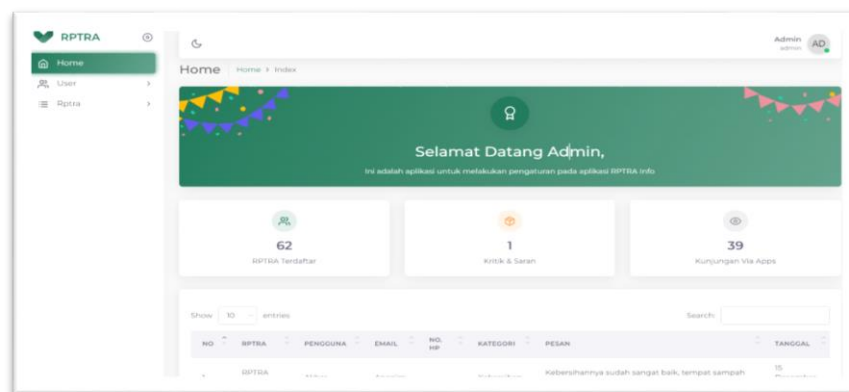 RPTRA
Admin
admin
AD
Home
User
Rptra
Home Home > Index
Selamat Datang Admin,
Ini adalah aplikasi untuk melakukan pengaturan pada aplikasi RPTRA Info
62
RPTRA Terdaftar
1
Kritik & Saran
39
Kunjungan Via Apps
Show 10 entries
Search:
NO RPTRA PENGGUNA EMAIL NO. HP KATEGORI PESAN TANGGAL
RPTRA Kebersihannya sudah sangat baik, tempat sampah 15